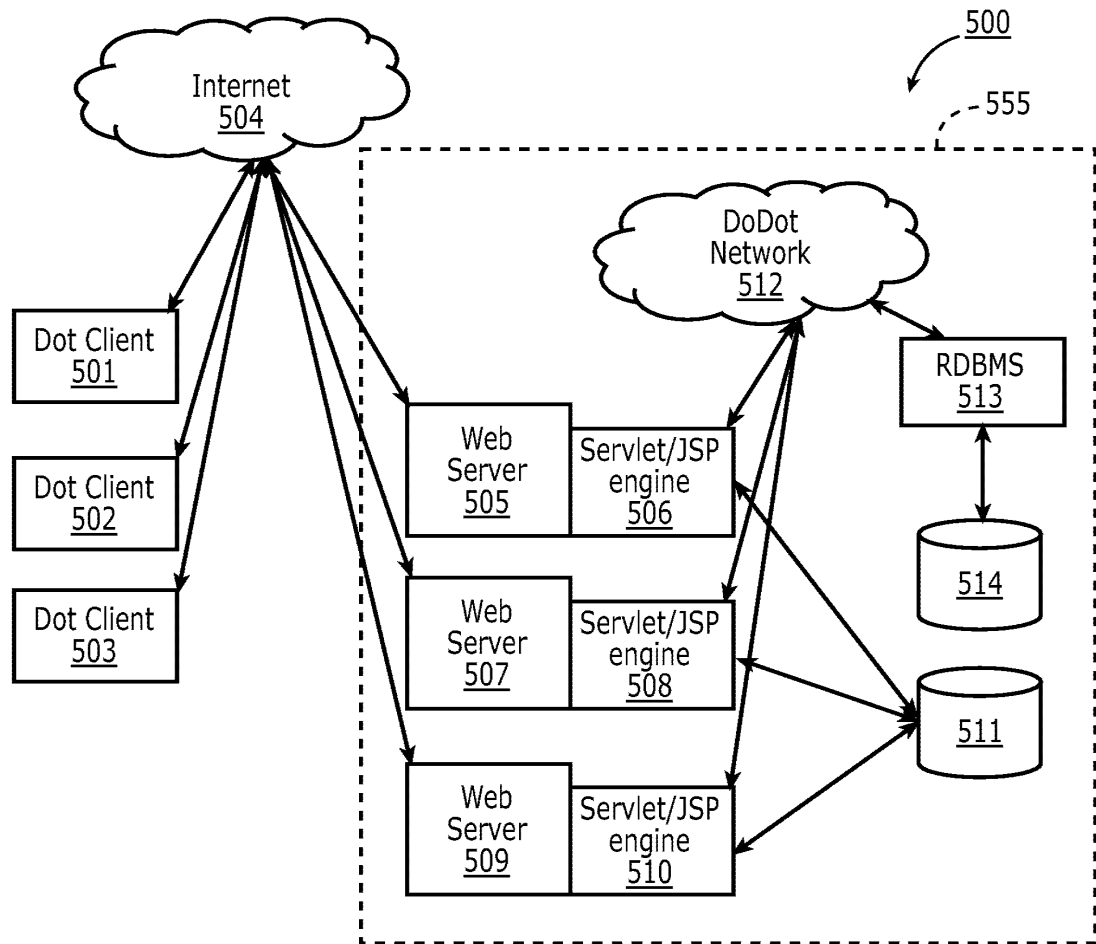 500
555
Internet
504
DoDot
Network
512
Dot Client
501
RDBMS
513
Web
Server
505
Servlet/JSP
engine
506
Dot Client
502
514
Dot Client
503
Web
Server
507
Servlet/JSP
engine
508
511
Web
Server
509
Servlet/JSP
engine
510